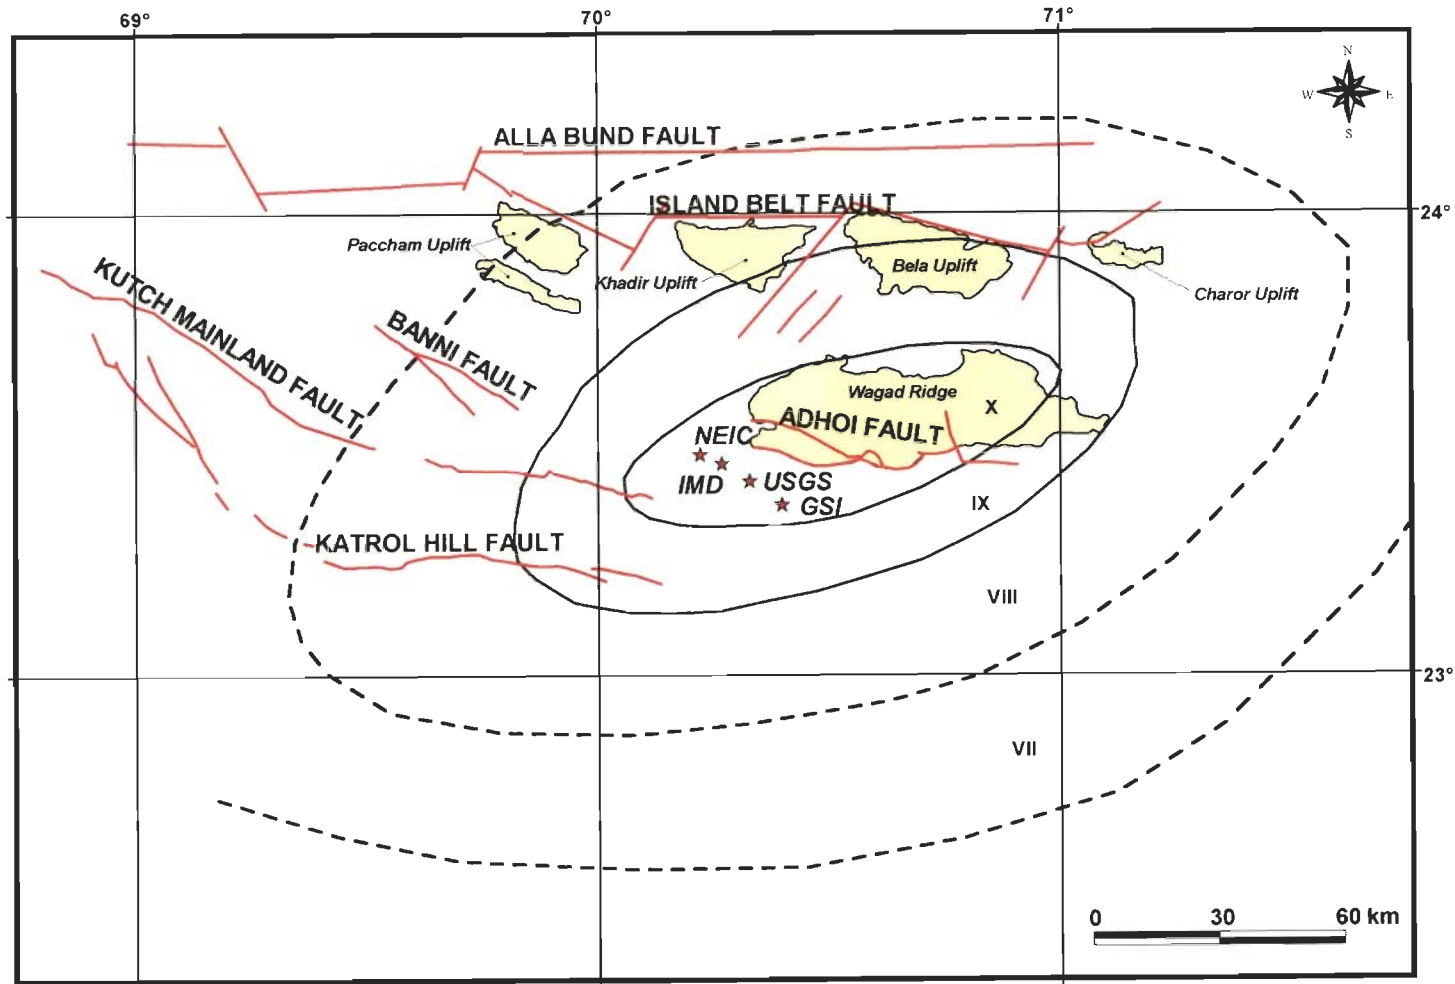 69°
70°
71°
N
W
E
S
ALLA BUND FAULT
ISLAND BELT FAULT
24°
Paccham Uplift
Khadir Uplift
Bela Uplift
Charor Uplift
KUTCH MAINLAND FAULT
BANNI FAULT
Wagad Ridge
X
ADHOI FAULT
NEIC
IMD
USGS
GSI
IX
KATROL HILL FAULT
VIII
23°
VII
0 30 60 km